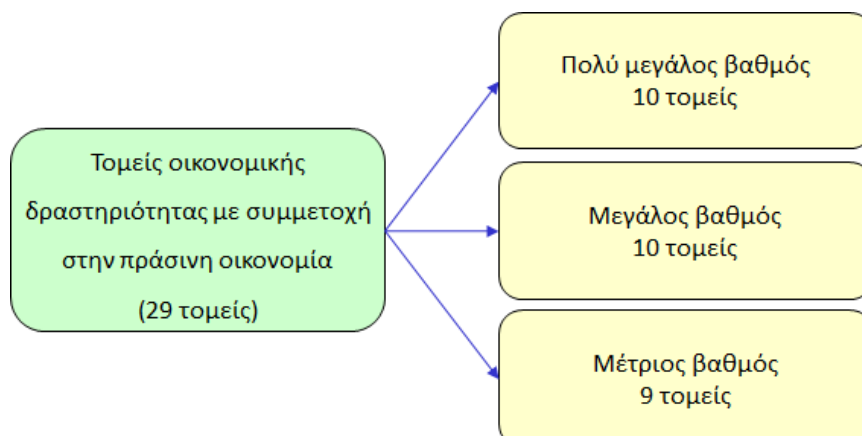 Τομείς οικονομικής
δραστηριότητας με συμμετοχή
στην πράσινη οικονομία
(29 τομείς)
Πολύ μεγάλος βαθμός
10 τομείς
Μεγάλος βαθμός
10 τομείς
Μέτριος βαθμός
9 τομείς